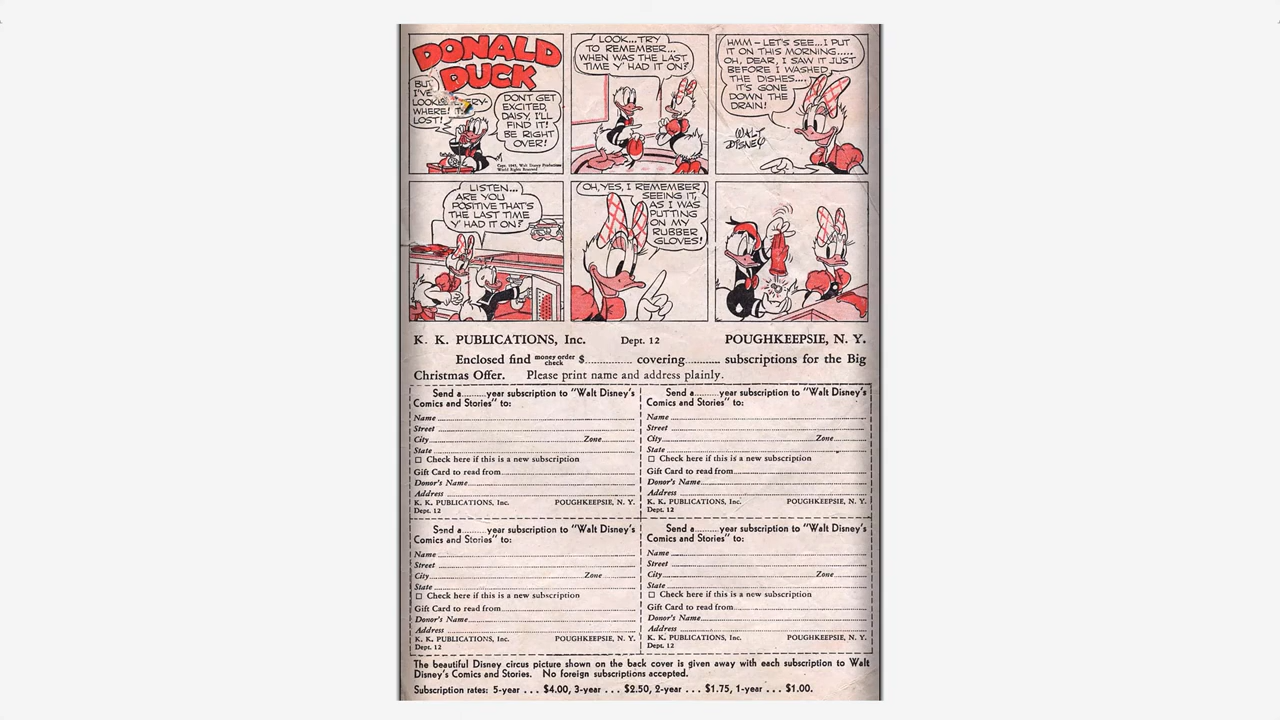 DONALD
DUCK
BUT
I'VE
LOOKED
WHERE!
LOST!
DON'T GET
EXCITED,
DAISY, I'LL
FIND IT!
BE RIGHT
OVER!
Copr. 1943, Walt Disney Productions
World Rights Reserved
LOOK...TRY
TO REMEMBER...
WHEN WAS THE LAST
TIME Y' HAD IT ON?
HMM – LET'S SEE...I PUT
IT ON THIS MORNING.....
OH, DEAR, I SAW IT JUST
BEFORE I WASHED
THE DISHES....
IT'S GONE
DOWN THE
DRAIN!
WALT
DISNEY
LISTEN...
ARE YOU
POSITIVE THAT'S
THE LAST TIME
Y' HAD IT ON?
OH, YES, I REMEMBER
SEEING IT,
AS I WAS
PUTTING
ON MY
RUBBER
GLOVES!
K. K. PUBLICATIONS, Inc. Dept. 12 POUGHKEEPSIE, N. Y.
Enclosed find money order check $............ covering.......... subscriptions for the Big
Christmas Offer. Please print name and address plainly.
Send a.........year subscription to "Walt Disney's
Comics and Stories" to:
Name
Street
City Zone
State
☐ Check here if this is a new subscription
Gift Card to read from
Donor's Name
Address
K. K. PUBLICATIONS, Inc. POUGHKEEPSIE, N. Y.
Dept. 12
Send a.........year subscription to "Walt Disney's
Comics and Stories" to:
Name
Street
City Zone
State
☐ Check here if this is a new subscription
Gift Card to read from
Donor's Name
Address
K. K. PUBLICATIONS, Inc. POUGHKEEPSIE, N. Y.
Dept. 12
Send a.........year subscription to "Walt Disney's
Comics and Stories" to:
Name
Street
City Zone
State
☐ Check here if this is a new subscription
Gift Card to read from
Donor's Name
Address
K. K. PUBLICATIONS, Inc. POUGHKEEPSIE, N. Y.
Dept. 12
Send a.........year subscription to "Walt Disney's
Comics and Stories" to:
Name
Street
City Zone
State
☐ Check here if this is a new subscription
Gift Card to read from
Donor's Name
Address
K. K. PUBLICATIONS, Inc. POUGHKEEPSIE, N. Y.
Dept. 12
The beautiful Disney circus picture shown on the back cover is given away with each subscription to Walt
Disney's Comics and Stories. No foreign subscriptions accepted.
Subscription rates: 5-year . . . $4.00, 3-year . . . $2.50, 2-year . . . $1.75, 1-year . . . $1.00.